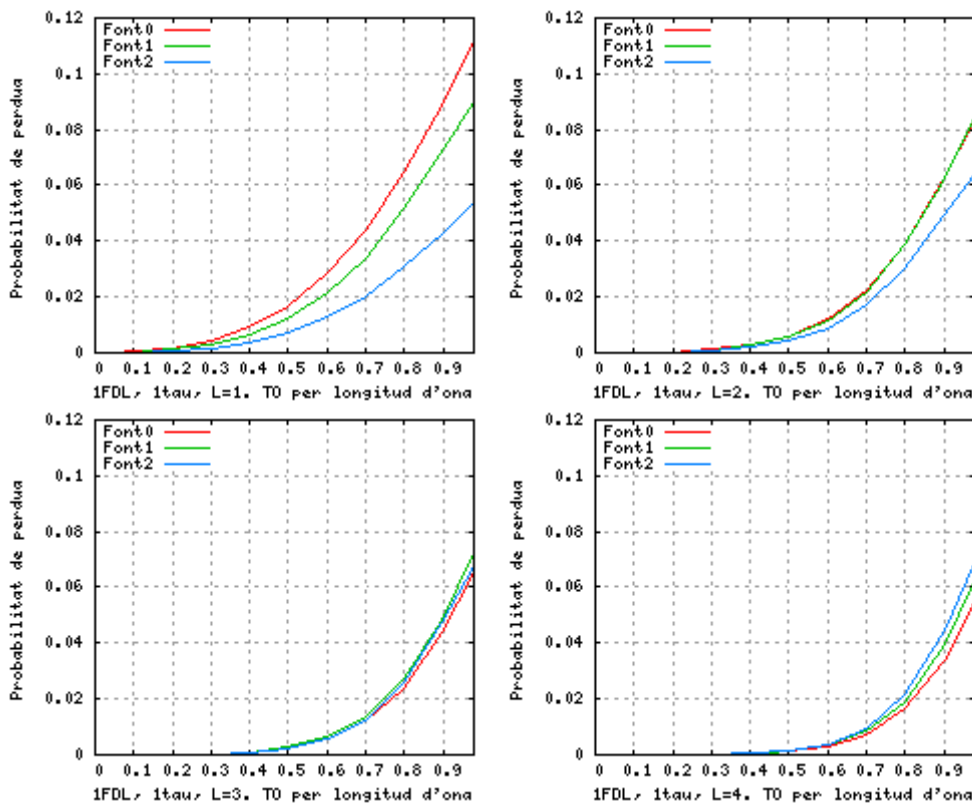 0.12
0.1
0.08
0.06
0.04
0.02
0
Probabilitat de perdua
Font0
Font1
Font2
0 0.1 0.2 0.3 0.4 0.5 0.6 0.7 0.8 0.9
1FDL, 1tau, L=1. TO per longitud d'ona
0.12
0.1
0.08
0.06
0.04
0.02
0
Probabilitat de perdua
Font0
Font1
Font2
0 0.1 0.2 0.3 0.4 0.5 0.6 0.7 0.8 0.9
1FDL, 1tau, L=2. TO per longitud d'ona
0.12
0.1
0.08
0.06
0.04
0.02
0
Probabilitat de perdua
Font0
Font1
Font2
0 0.1 0.2 0.3 0.4 0.5 0.6 0.7 0.8 0.9
1FDL, 1tau, L=3. TO per longitud d'ona
0.12
0.1
0.08
0.06
0.04
0.02
0
Probabilitat de perdua
Font0
Font1
Font2
0 0.1 0.2 0.3 0.4 0.5 0.6 0.7 0.8 0.9
1FDL, 1tau, L=4. TO per longitud d'ona